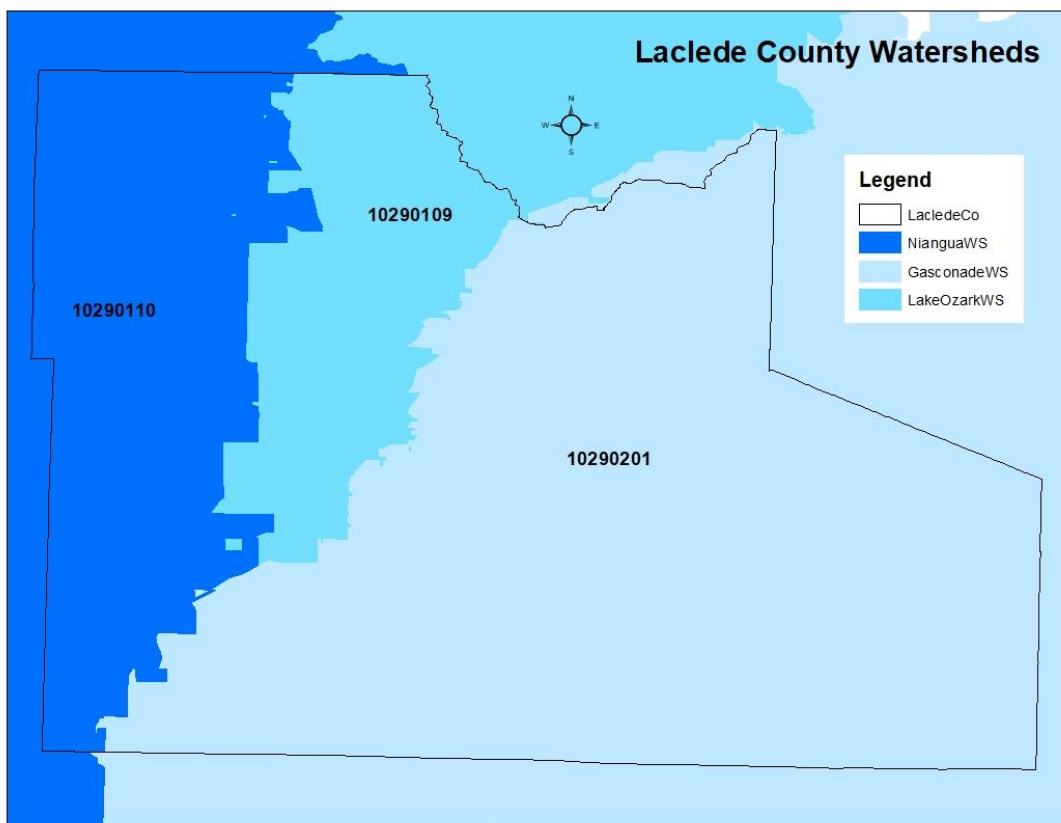 Laclede County Watersheds
N
W E
S
Legend
LacledeCo
NianguaWS
GasconadeWS
LakeOzarkWS
10290109
10290110
10290201